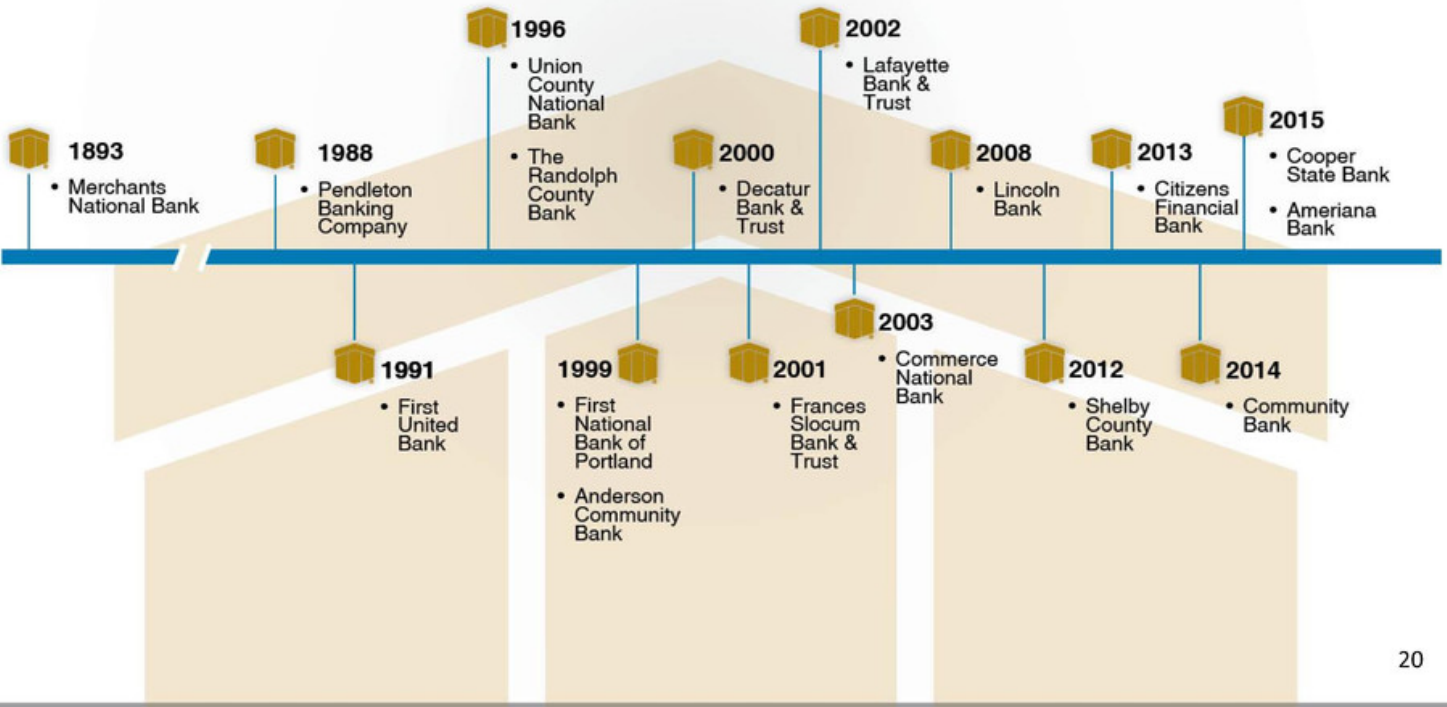 1893
• Merchants
National Bank
1988
• Pendleton
Banking
Company
1991
• First
United
Bank
1996
• Union
County
National
Bank
• The
Randolph
County
Bank
1999
• First
National
Bank of
Portland
• Anderson
Community
Bank
2000
• Decatur
Bank &
Trust
2001
• Frances
Slocum
Bank &
Trust
2002
• Lafayette
Bank &
Trust
2003
• Commerce
National
Bank
2008
• Lincoln
Bank
2012
• Shelby
County
Bank
2013
• Citizens
Financial
Bank
2014
• Community
Bank
2015
• Cooper
State Bank
• Ameriana
Bank
20